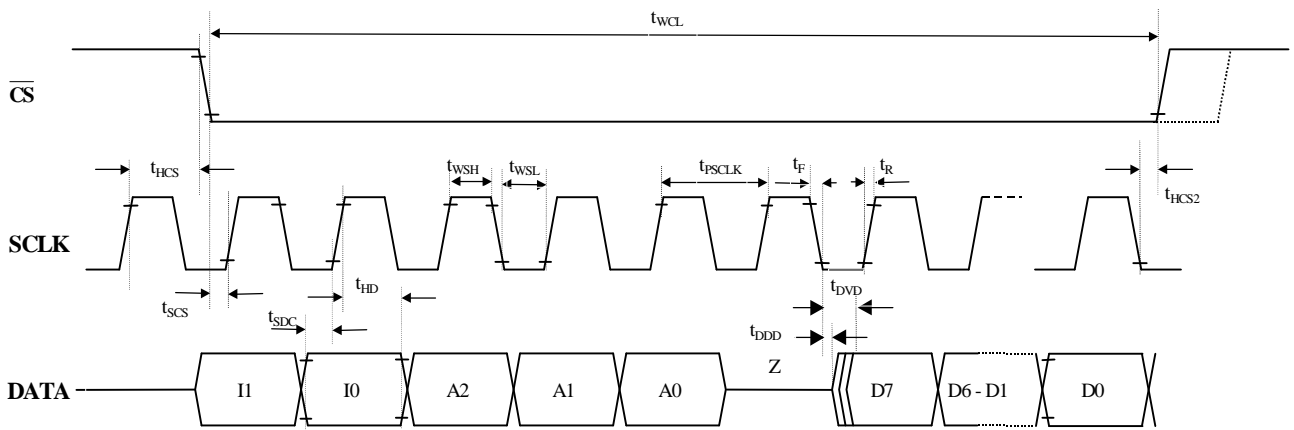 tWCL
CS
tHCS
tWSH
tWSL
tPSCLK
tF
tR
tHCS2
SCLK
tSCS
tSDC
tHD
tDVD
tDDD
DATA
I1
I0
A2
A1
A0
Z
D7
D6 - D1
D0